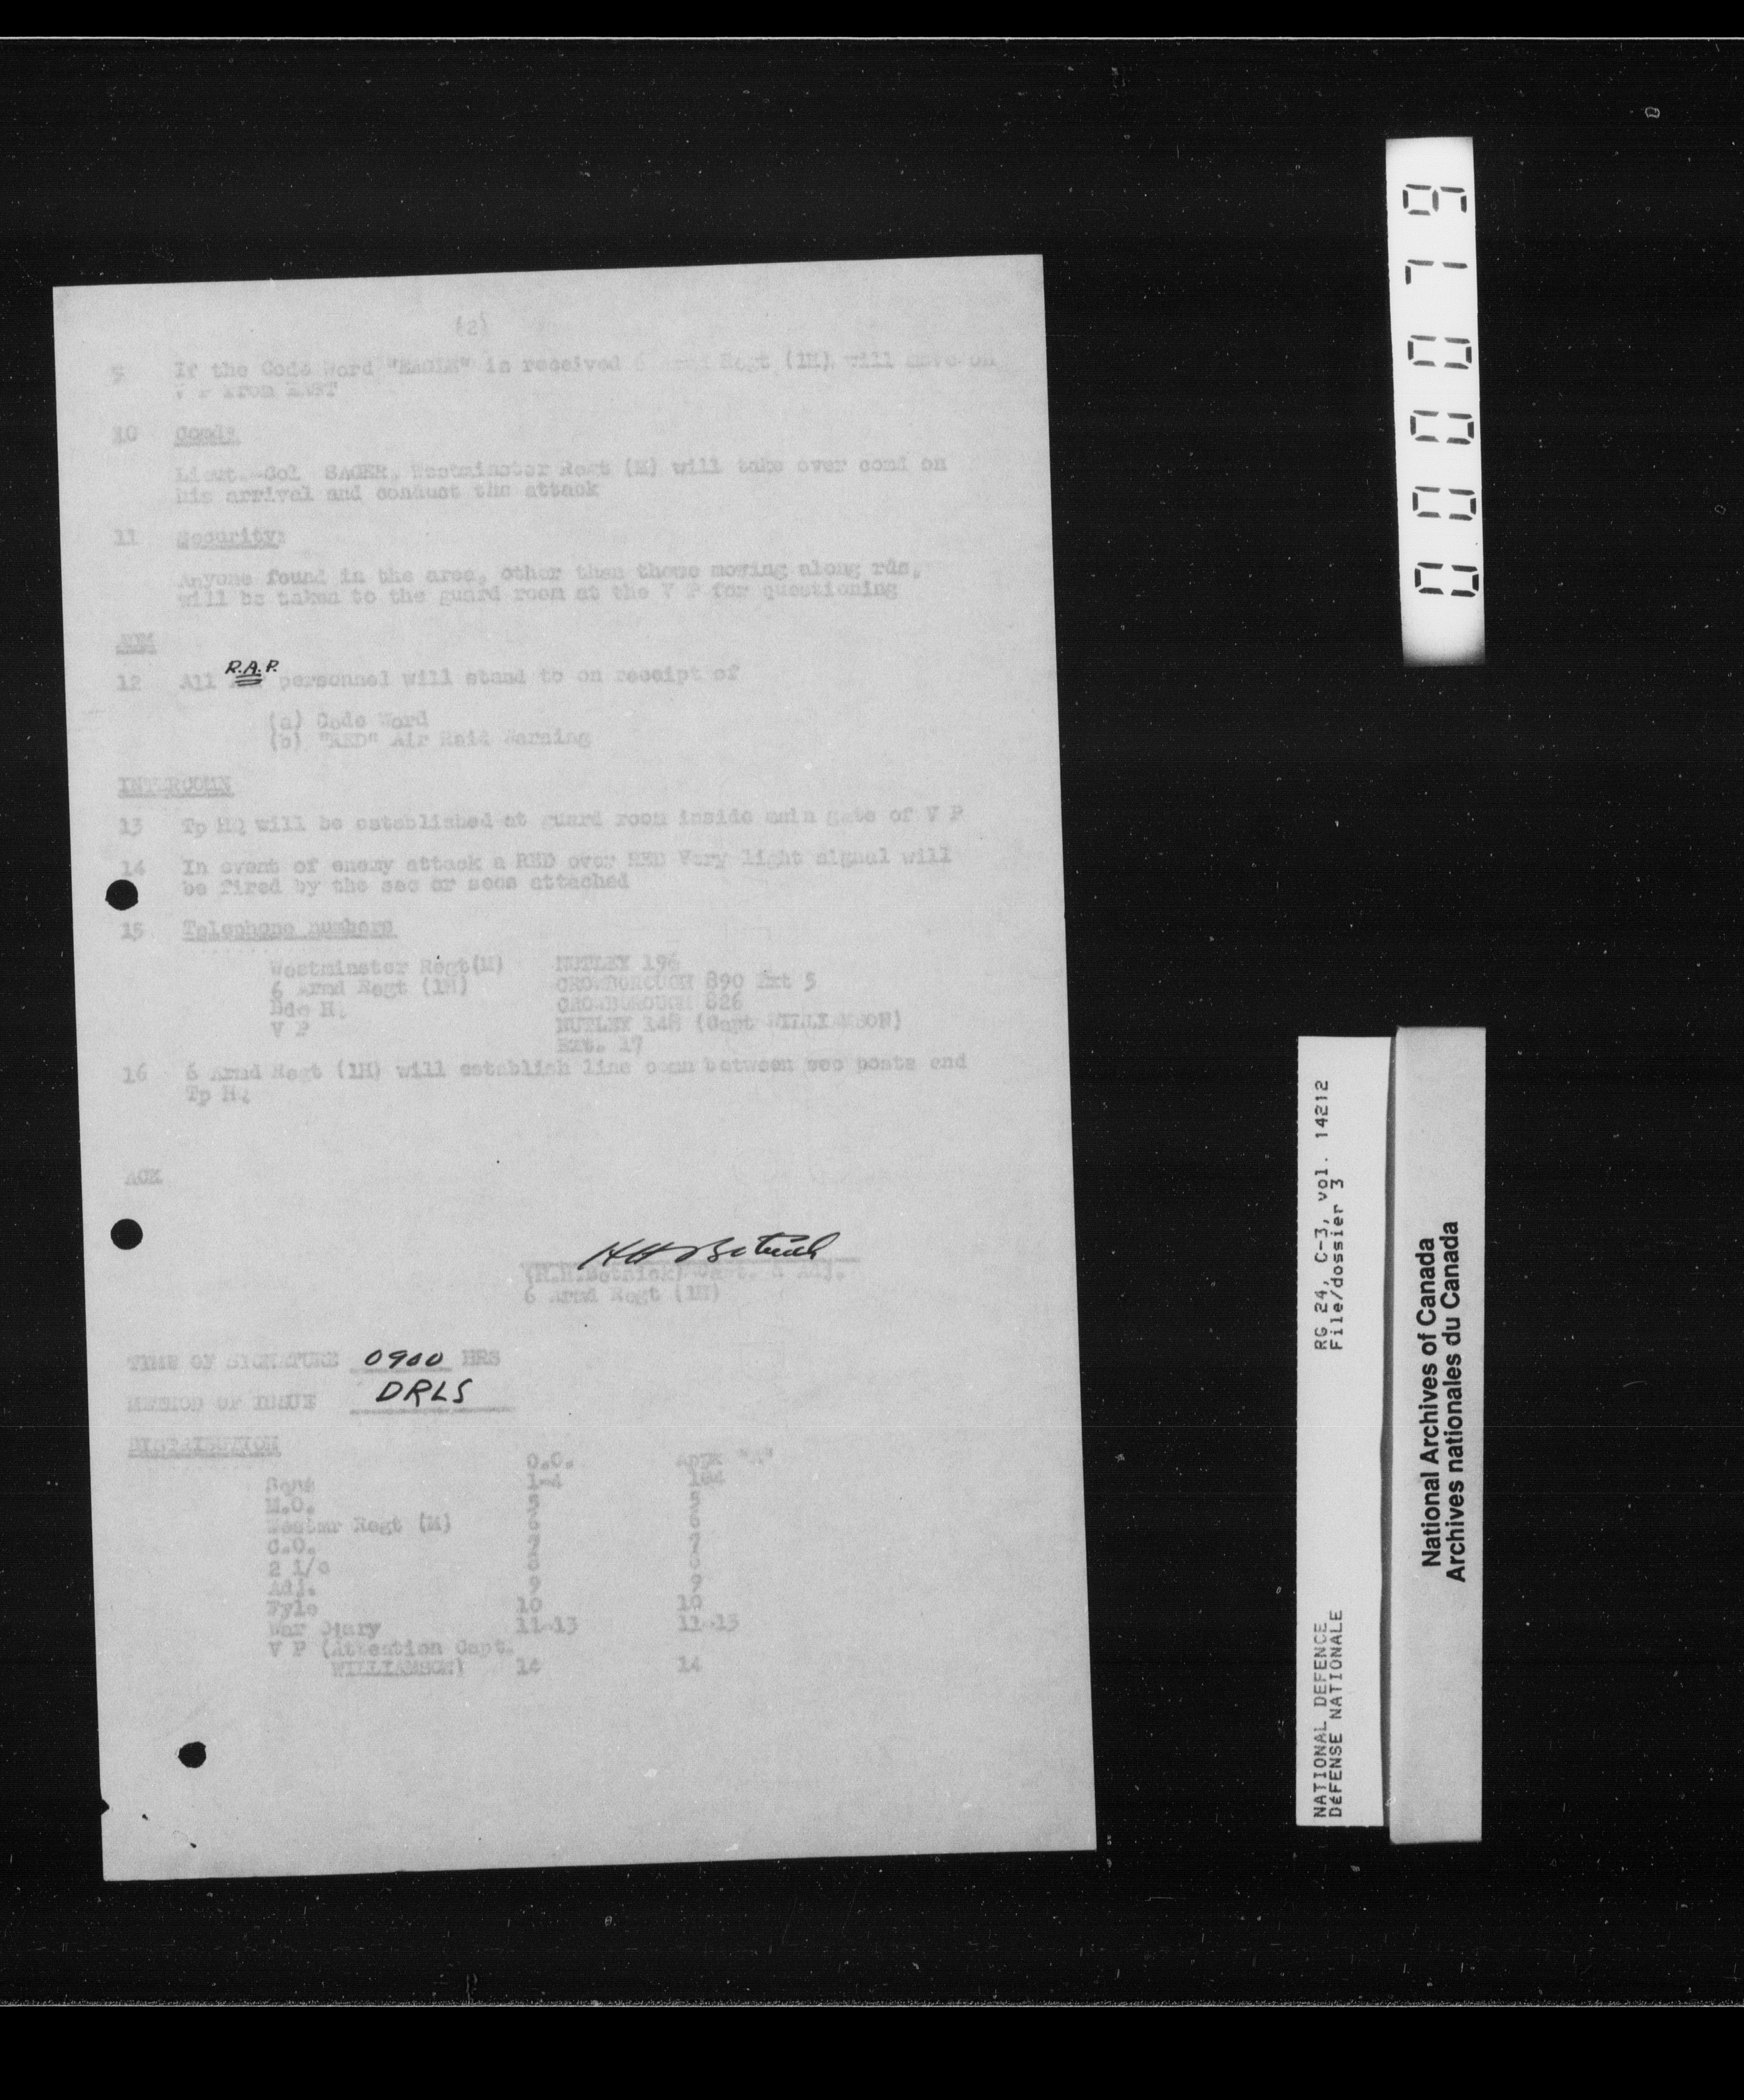 (2)
9 If the Code Word "EAGLE" is received 6 Armd Regt (1H) will move on
V P from EAST
10 Comd:
Lieut.-Col SAGER, Westminster Regt (M) will take over comd on
his arrival and conduct the attack
11 Security:
Anyone found in the area, other than those moving along rds,
will be taken to the guard room at the V P for questioning
ADM
R.A.P.
12 All personnel will stand to on receipt of
(a) Code Word
(b) "RED" Air Raid Warning
INTERCOMN
13 Tp HQ will be established at guard room inside main gate of V P
14 In event of enemy attack a RED over RED Very light signal will
be fired by the sec or secs attached
15 Telephone numbers
Westminster Regt(M) NUTLEY 196
6 Armd Regt (1H) CROWBOROUGH 890 Ext 5
Bde HQ CROWBOROUGH 826
V P NUTLEY 148 (Capt WILLIAMSON)
Ext. 17
16 6 Armd Regt (1H) will establish line comn between sec posts and
Tp HQ
ACK
HHBotnick
(H.H.Botnick) Capt. & Adj.
6 Armd Regt (1H)
TIME OF SIGNATURE 0900 HRS
METHOD OF ISSUE DRLS
DISTRIBUTION
O.O. Appx "A"
Sqns 1-4 1-4
M.O. 5 5
Westmr Regt (M) 6 6
C.O. 7 7
2 i/c 8 8
Adj. 9 9
Fyle 10 10
War Diary 11-13 11-13
V P (Attention Capt.
WILLIAMSON) 14 14
0000079
RG 24, C-3, vol. 14212
File/dossier 3
NATIONAL DEFENCE
DÉFENSE NATIONALE
National Archives of Canada
Archives nationales du Canada